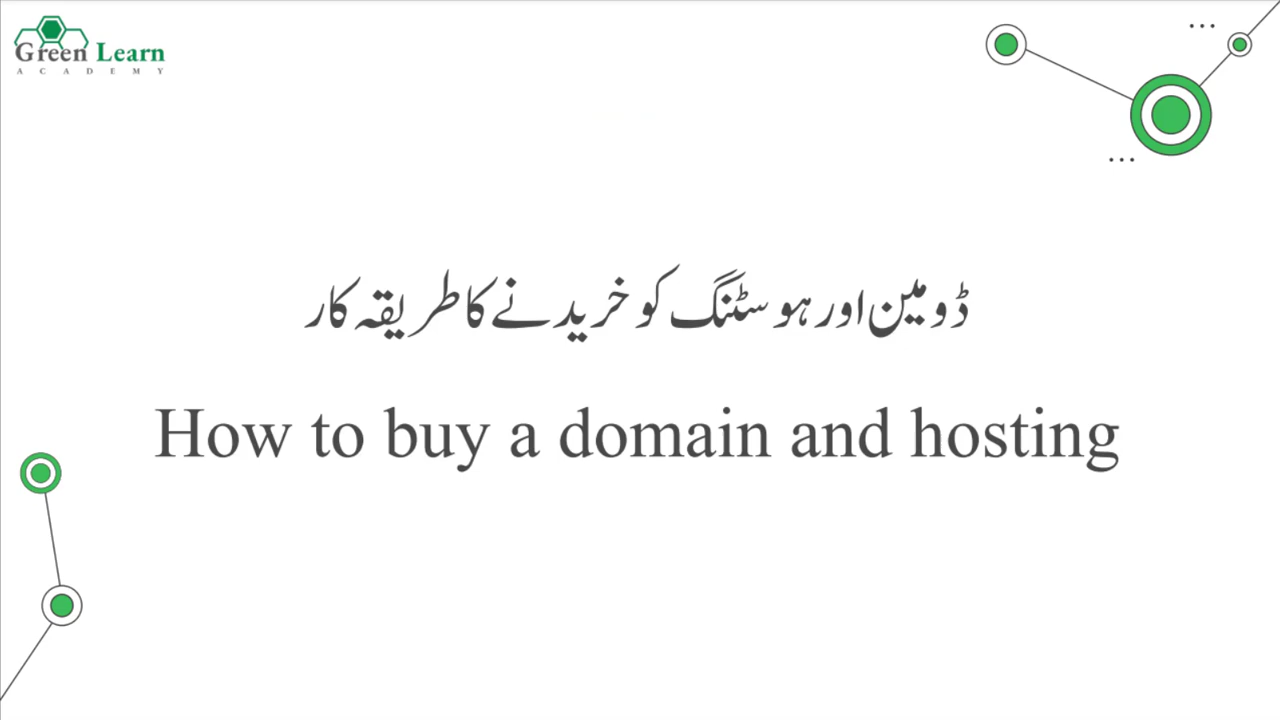 Green Learn
ACADEMY
ڈومین اور ہوسٹنگ کو خریدنے کا طریقہ کار
How to buy a domain and hosting